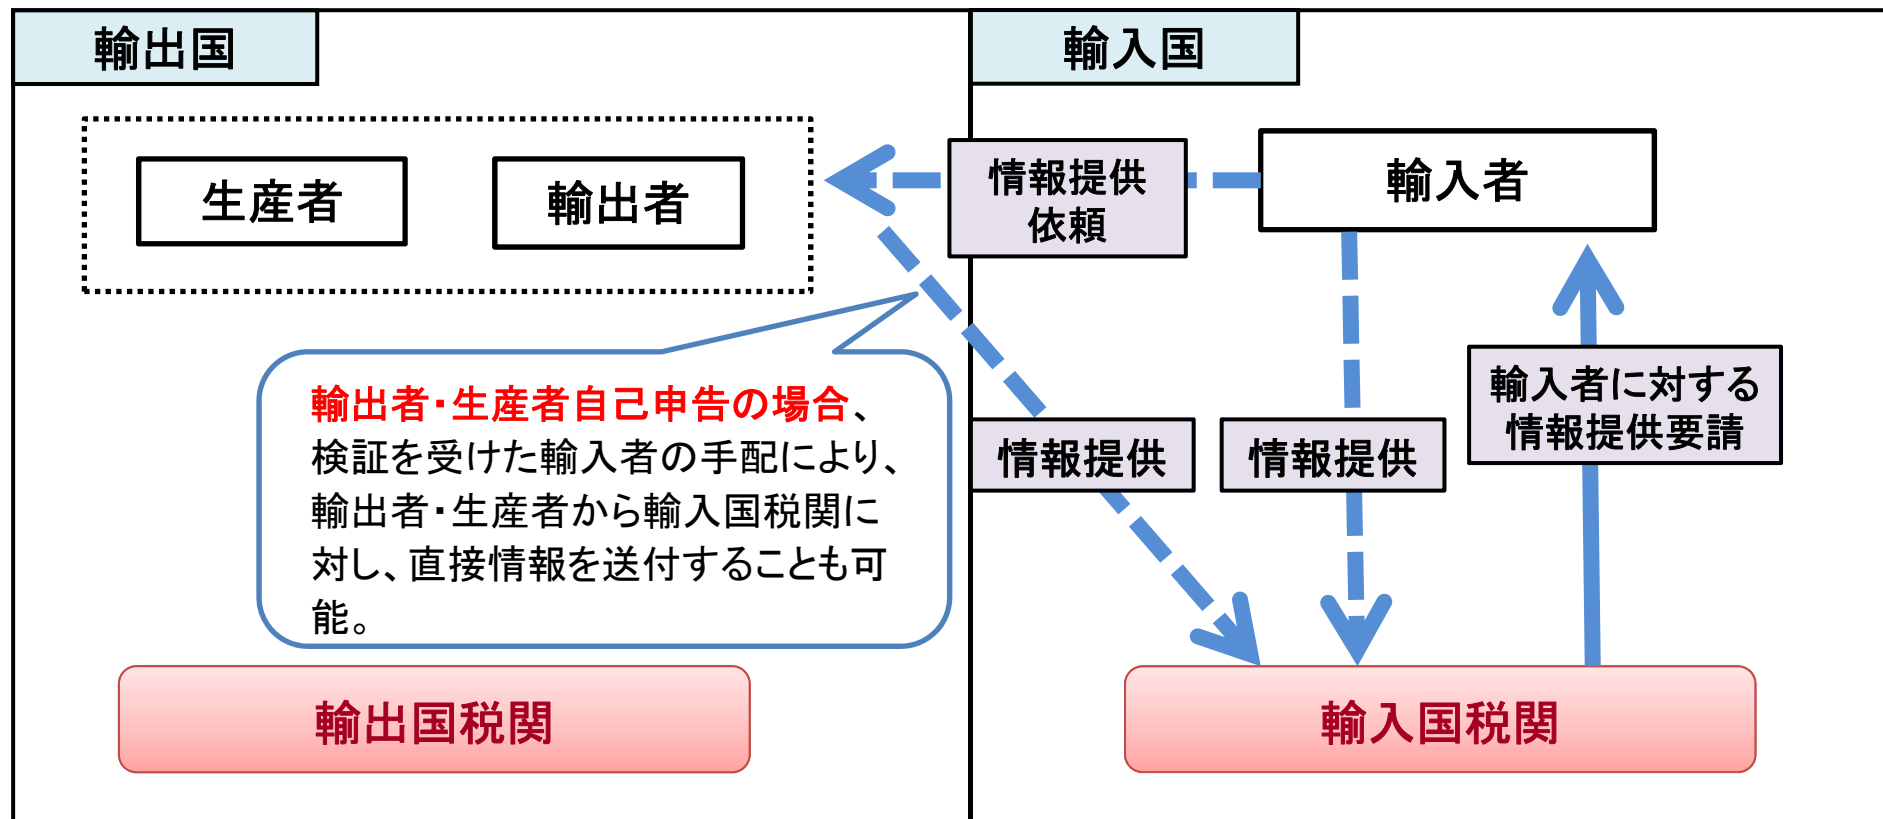 輸出国
輸入国
生産者
輸出者
情報提供
依頼
輸入者
輸出者・生産者自己申告の場合、
検証を受けた輸入者の手配により、
輸出者・生産者から輸入国税関に
対し、直接情報を送付することも可
能。
情報提供
情報提供
輸入者に対する
情報提供要請
輸出国税関
輸入国税関